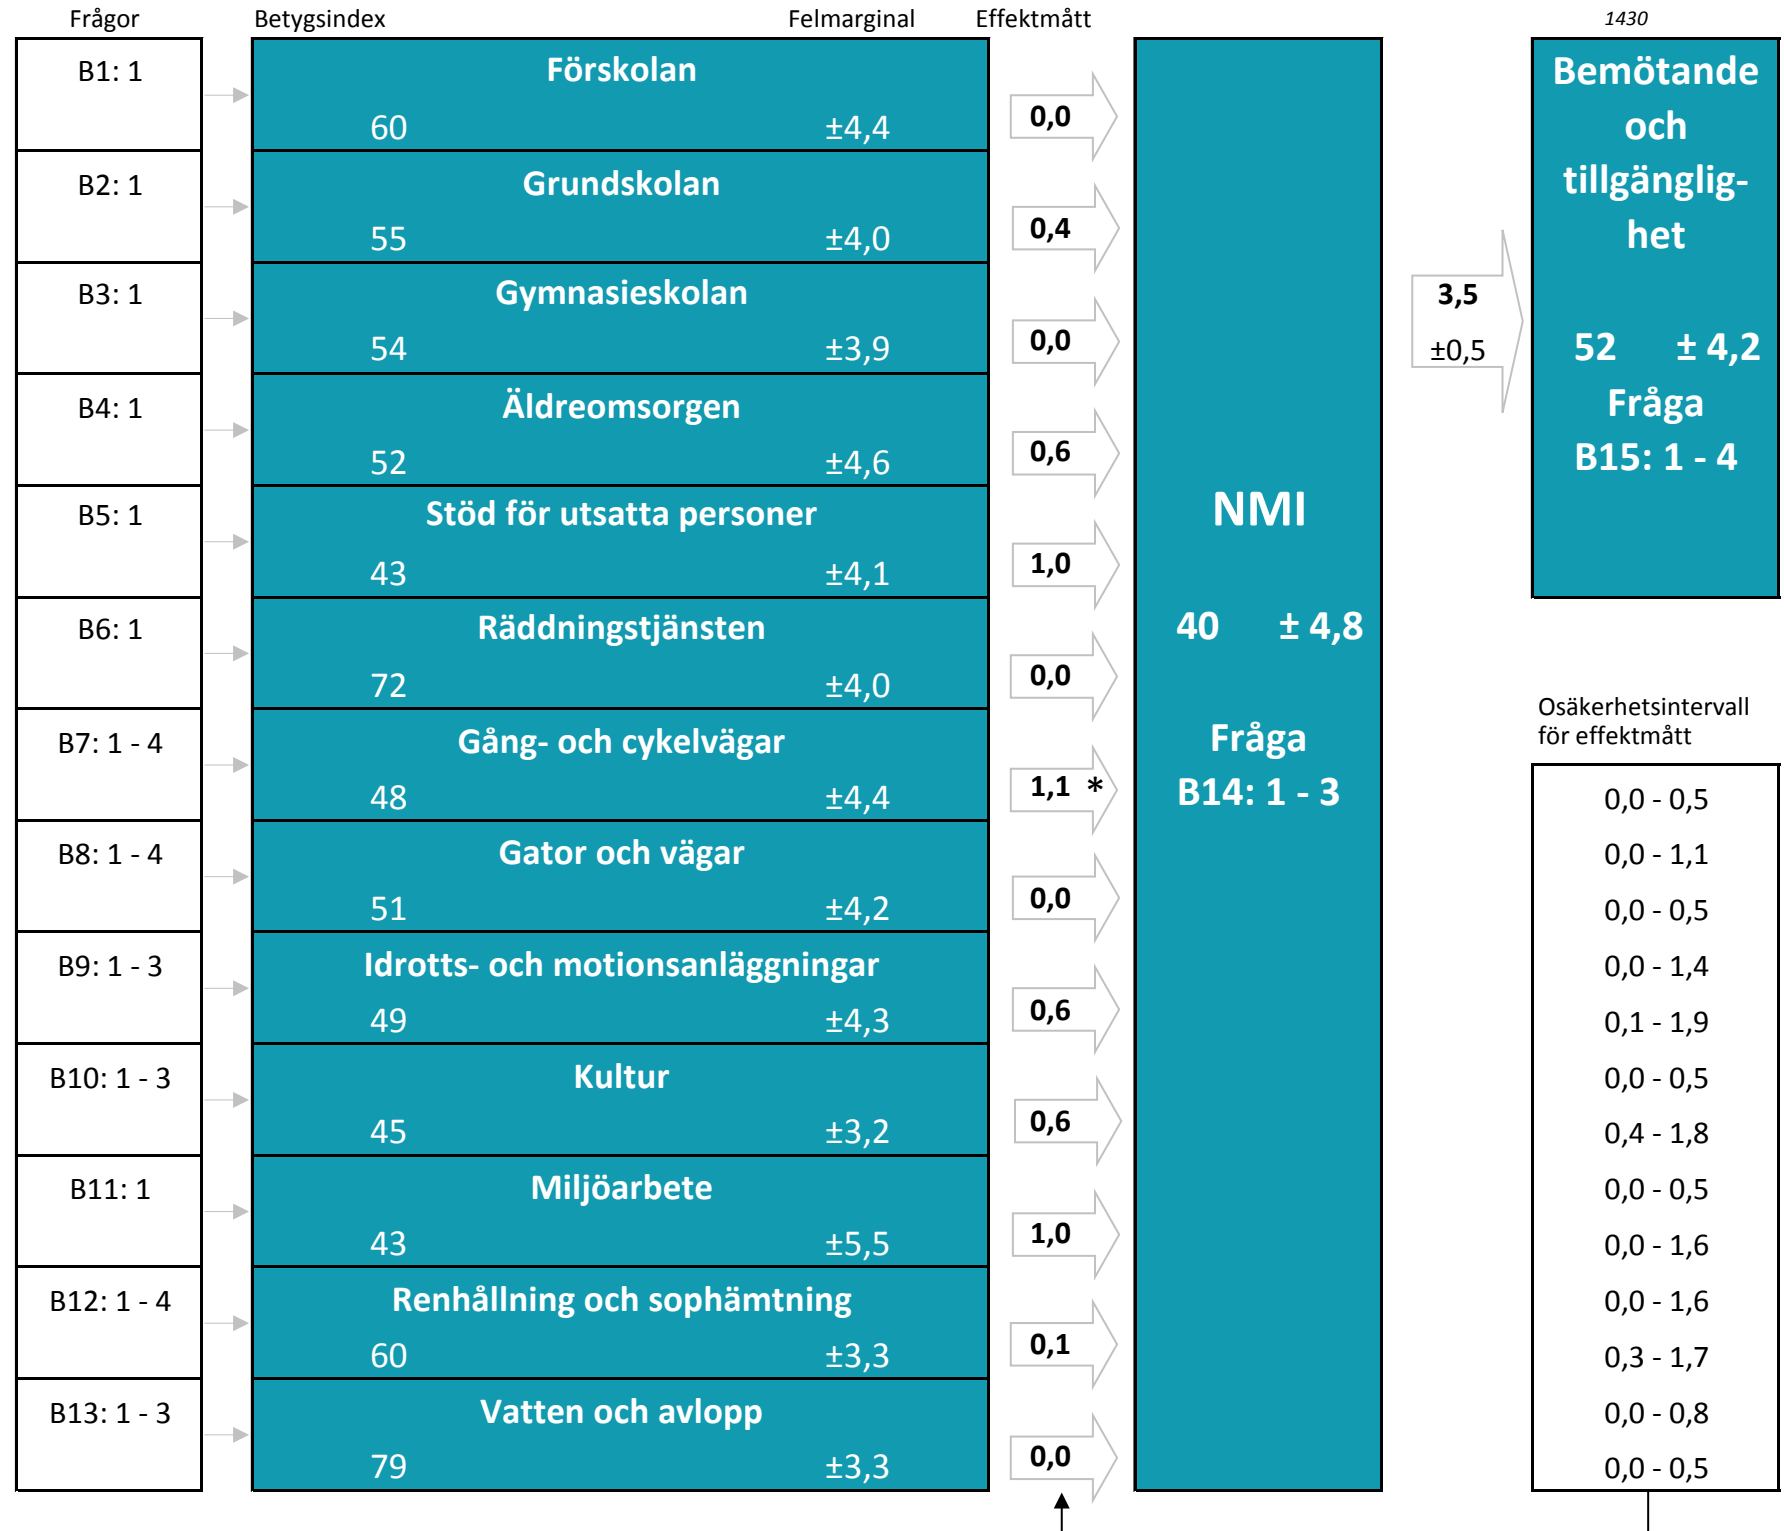 Frågor Betygsindex Felmarginal Effektmått 1430
B1: 1
Förskolan
60 ±4,4
0,0
B2: 1
Grundskolan
55 ±4,0
0,4
B3: 1
Gymnasieskolan
54 ±3,9
0,0
B4: 1
Äldreomsorgen
52 ±4,6
0,6
B5: 1
Stöd för utsatta personer
43 ±4,1
1,0
B6: 1
Räddningstjänsten
72 ±4,0
0,0
B7: 1 - 4
Gång- och cykelvägar
48 ±4,4
1,1 *
B8: 1 - 4
Gator och vägar
51 ±4,2
0,0
B9: 1 - 3
Idrotts- och motionsanläggningar
49 ±4,3
0,6
B10: 1 - 3
Kultur
45 ±3,2
0,6
B11: 1
Miljöarbete
43 ±5,5
1,0
B12: 1 - 4
Renhållning och sophämtning
60 ±3,3
0,1
B13: 1 - 3
Vatten och avlopp
79 ±3,3
0,0
NMI
40 ± 4,8
Fråga
B14: 1 - 3
3,5
±0,5
Bemötande
och
tillgänglig-
het
52 ± 4,2
Fråga
B15: 1 - 4
Osäkerhetsintervall
för effektmått
0,0 - 0,5
0,0 - 1,1
0,0 - 0,5
0,0 - 1,4
0,1 - 1,9
0,0 - 0,5
0,4 - 1,8
0,0 - 0,5
0,0 - 1,6
0,0 - 1,6
0,3 - 1,7
0,0 - 0,8
0,0 - 0,5